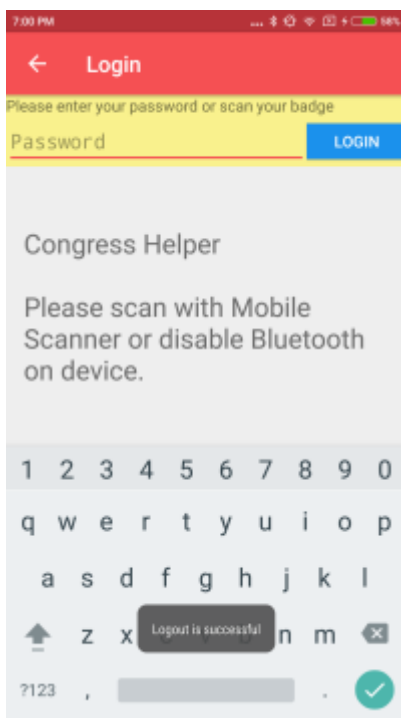 7:00 PM ... 58%
Login
Please enter your password or scan your badge
Password LOGIN
Congress Helper
Please scan with Mobile
Scanner or disable Bluetooth
on device.
1 2 3 4 5 6 7 8 9 0
q w e r t y u i o p
a s d f g h j k l
z x n m
Logout is successful
?123 , .